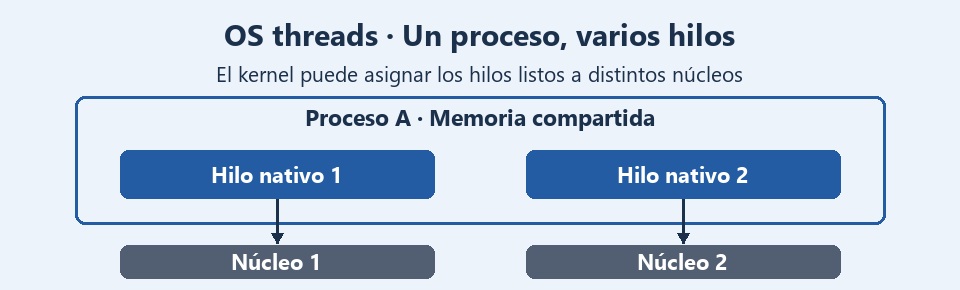 OS threads · Un proceso, varios hilos
El kernel puede asignar los hilos listos a distintos núcleos
Proceso A · Memoria compartida
Hilo nativo 1
Hilo nativo 2
Núcleo 1
Núcleo 2